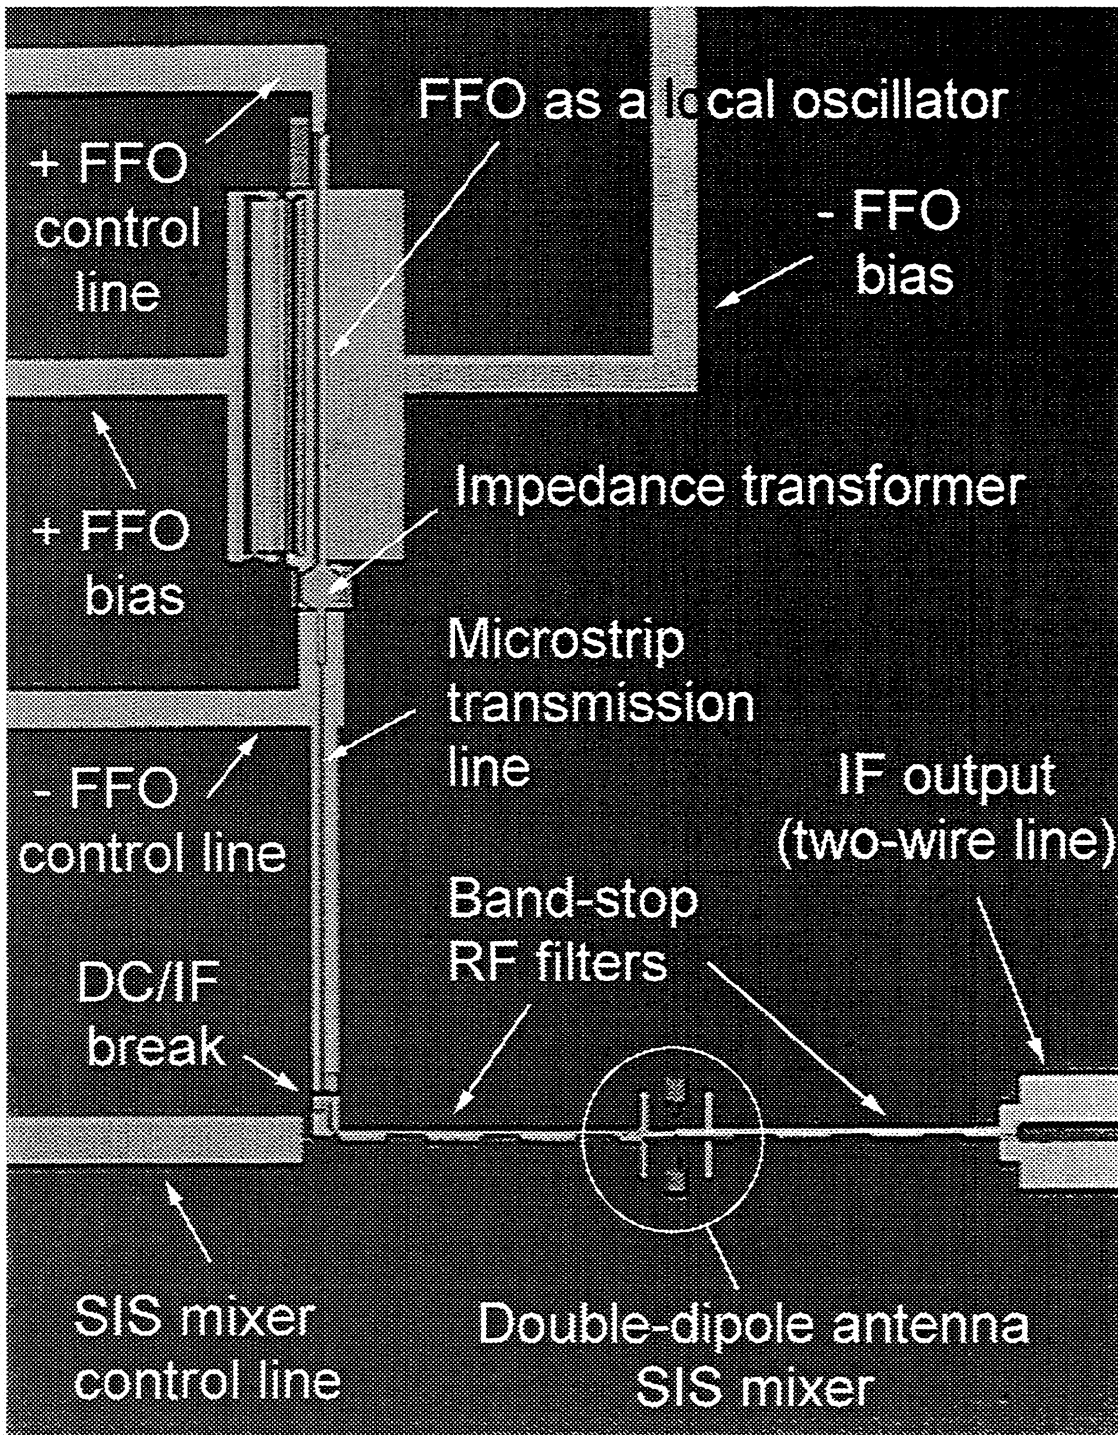 FFO as a local oscillator
+ FFO
control
line
- FFO
bias
+ FFO
bias
Impedance transformer
Microstrip
transmission
line
- FFO
control line
IF output
(two-wire line)
Band-stop
RF filters
DC/IF
break
SIS mixer
control line
Double-dipole antenna
SIS mixer